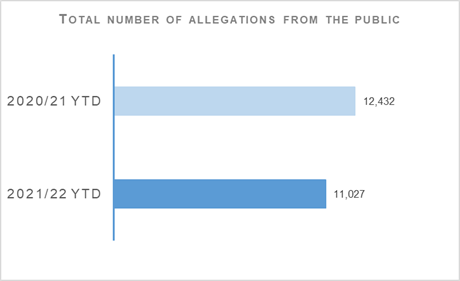 TOTAL NUMBER OF ALLEGATIONS FROM THE PUBLIC
2020/21 YTD
12,432
2021/22 YTD
11,027